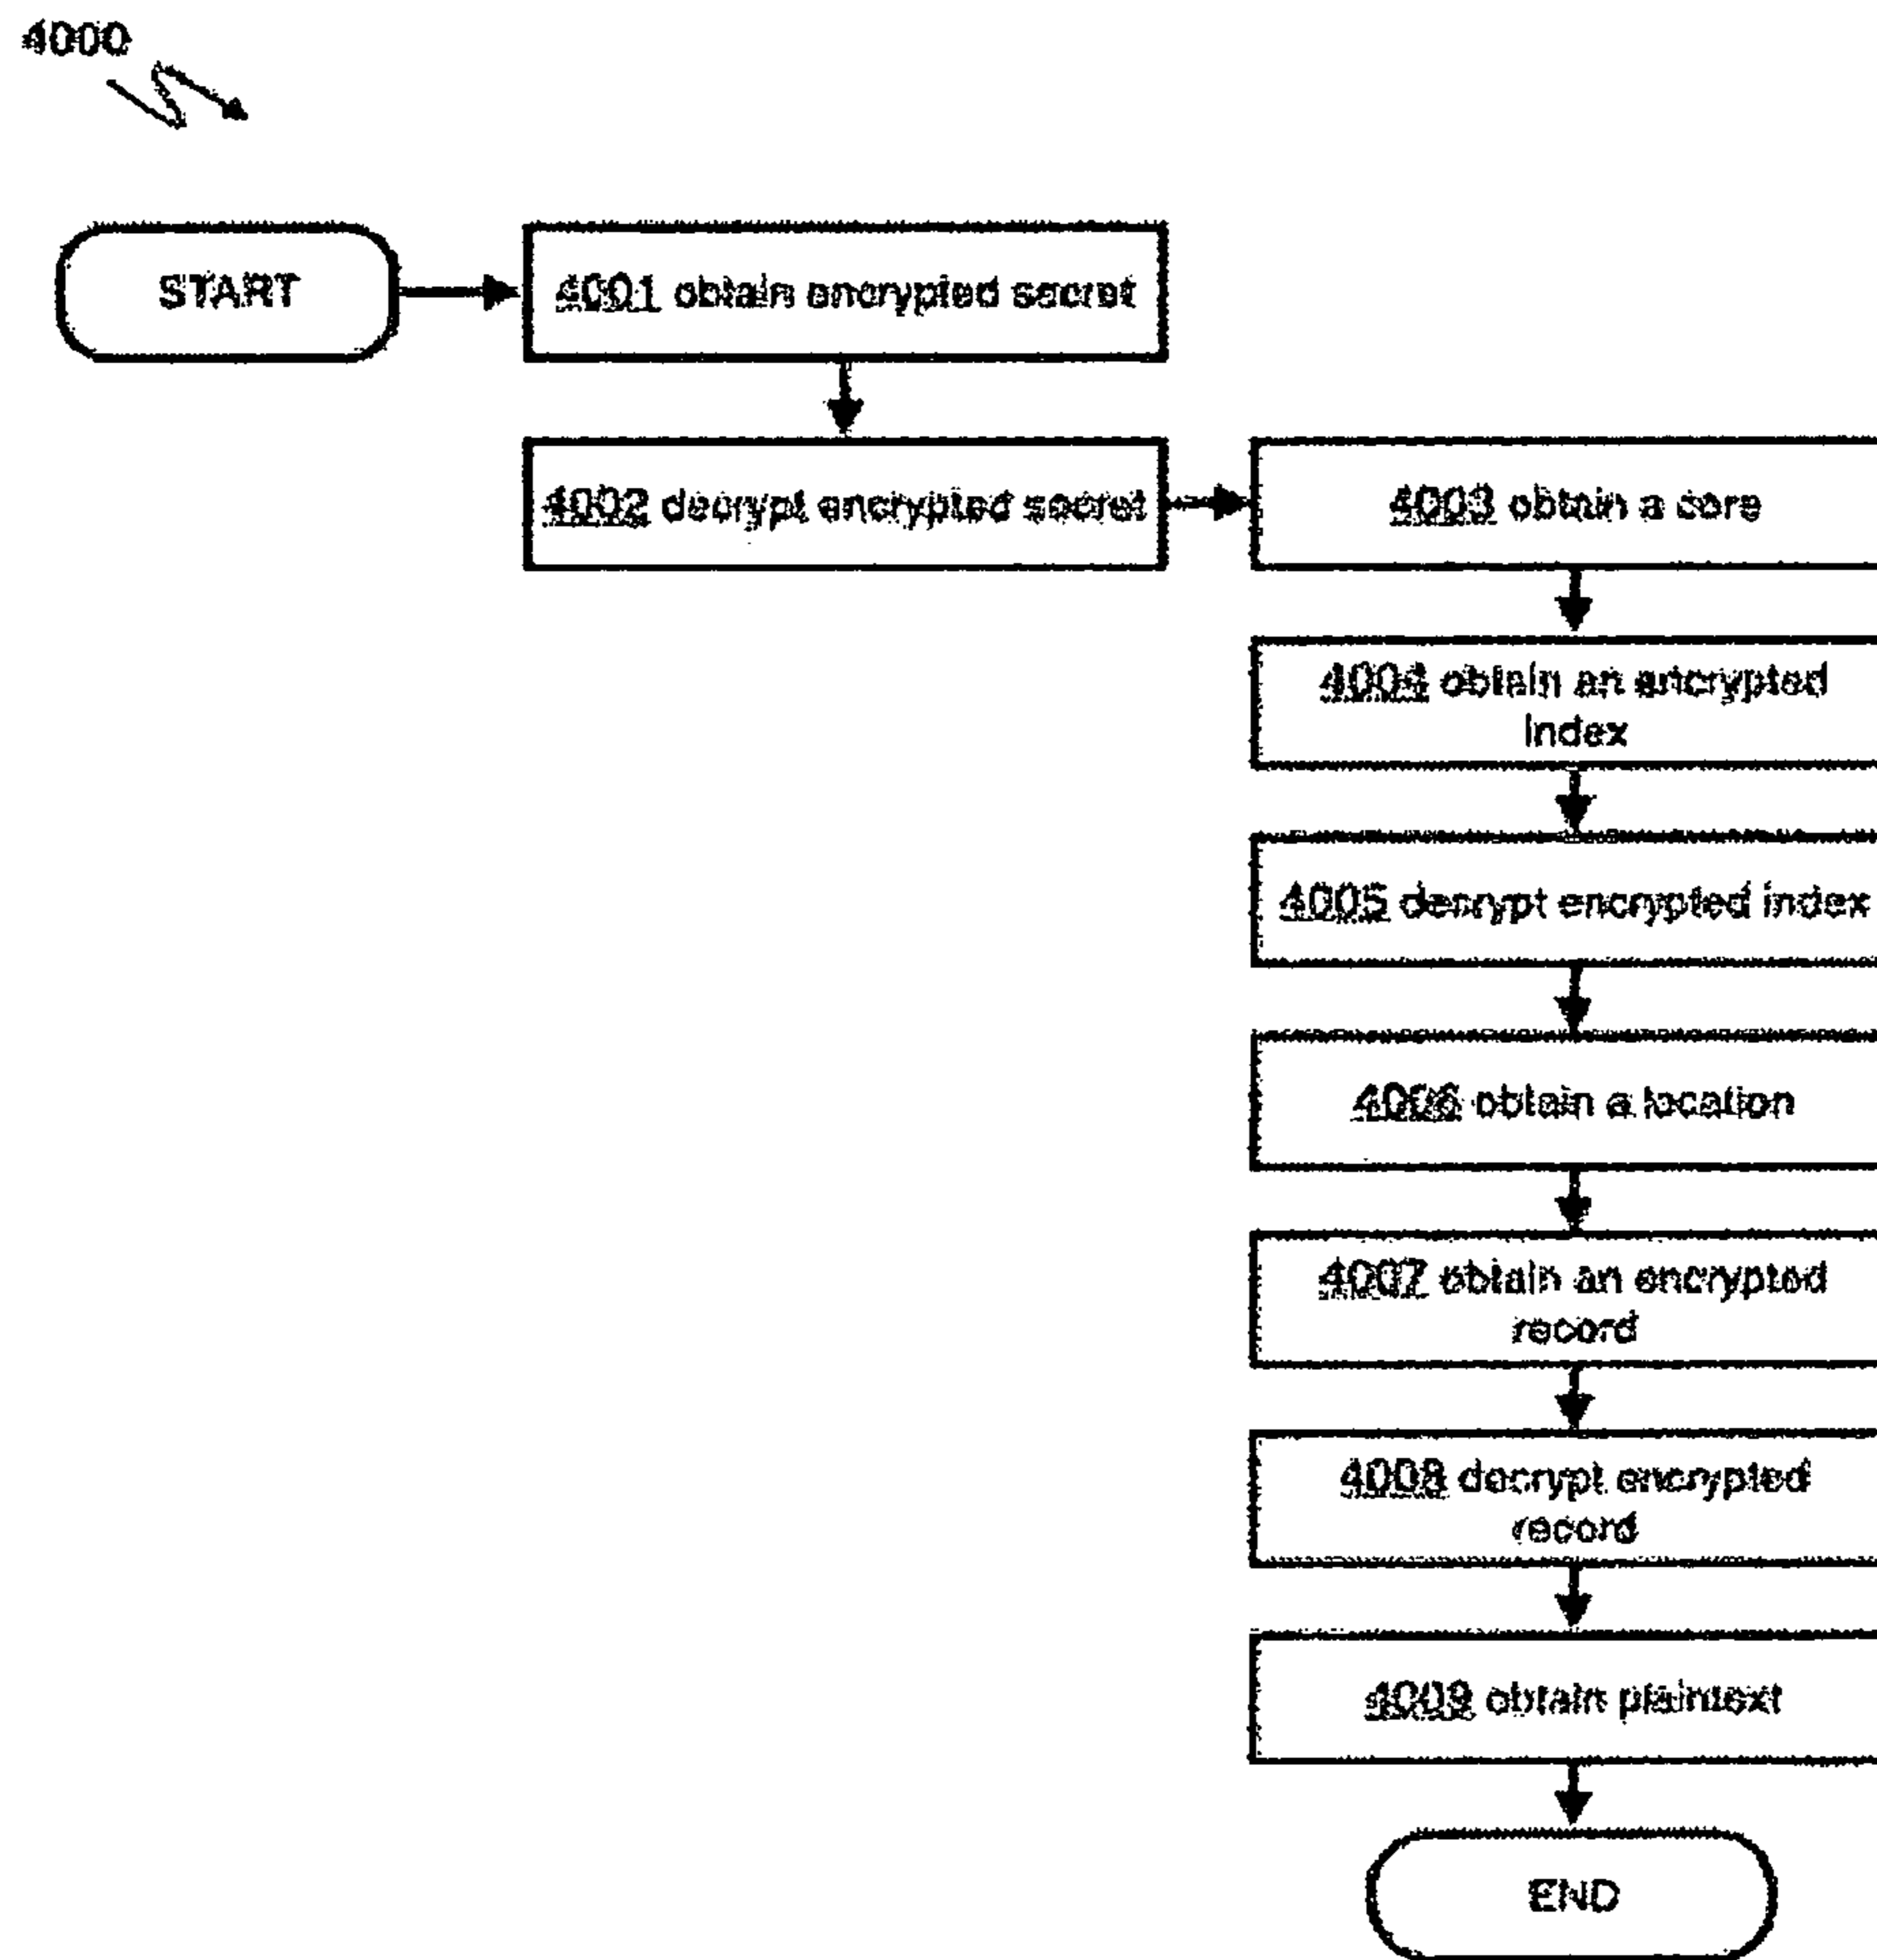 4000
START
4001 obtain encrypted secret
4002 decrypt encrypted secret
4003 obtain a core
4004 obtain an encrypted
index
4005 decrypt encrypted index
4006 obtain a location
4007 obtain an encrypted
record
4008 decrypt encrypted
record
4009 obtain plaintext
END